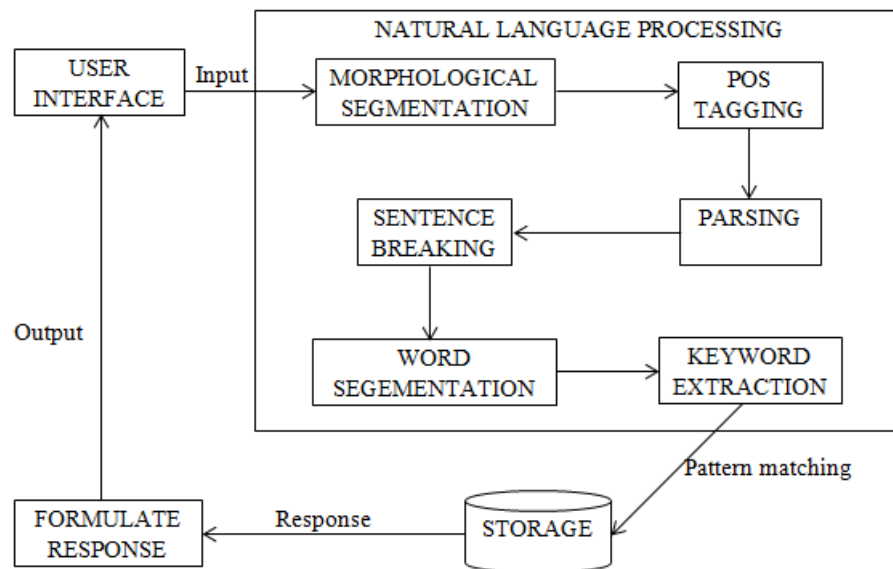 NATURAL LANGUAGE PROCESSING
USER
INTERFACE
Input
MORPHOLOGICAL
SEGMENTATION
POS
TAGGING
SENTENCE
BREAKING
PARSING
Output
WORD
SEGEMENTATION
KEYWORD
EXTRACTION
Pattern matching
FORMULATE
RESPONSE
Response
STORAGE